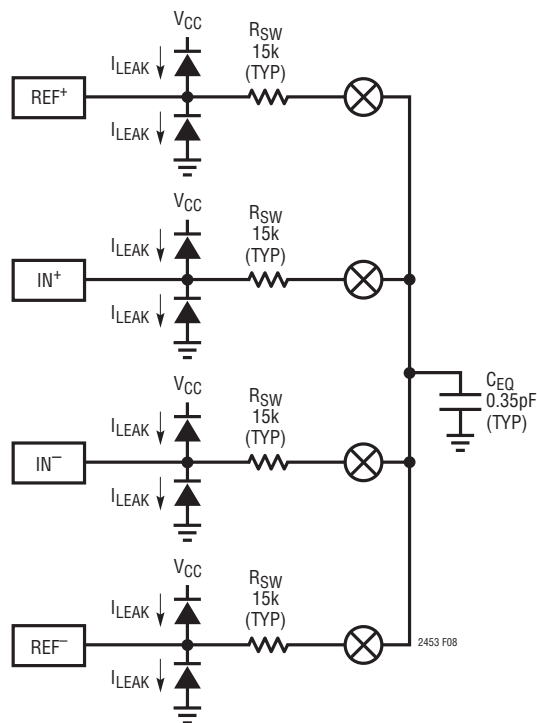 VCC
RSW
15k
(TYP)
ILEAK
REF+
ILEAK
VCC
RSW
15k
(TYP)
ILEAK
IN+
ILEAK
CEQ
0.35pF
(TYP)
VCC
RSW
15k
(TYP)
ILEAK
IN−
ILEAK
VCC
RSW
15k
(TYP)
ILEAK
REF−
ILEAK
2453 F08